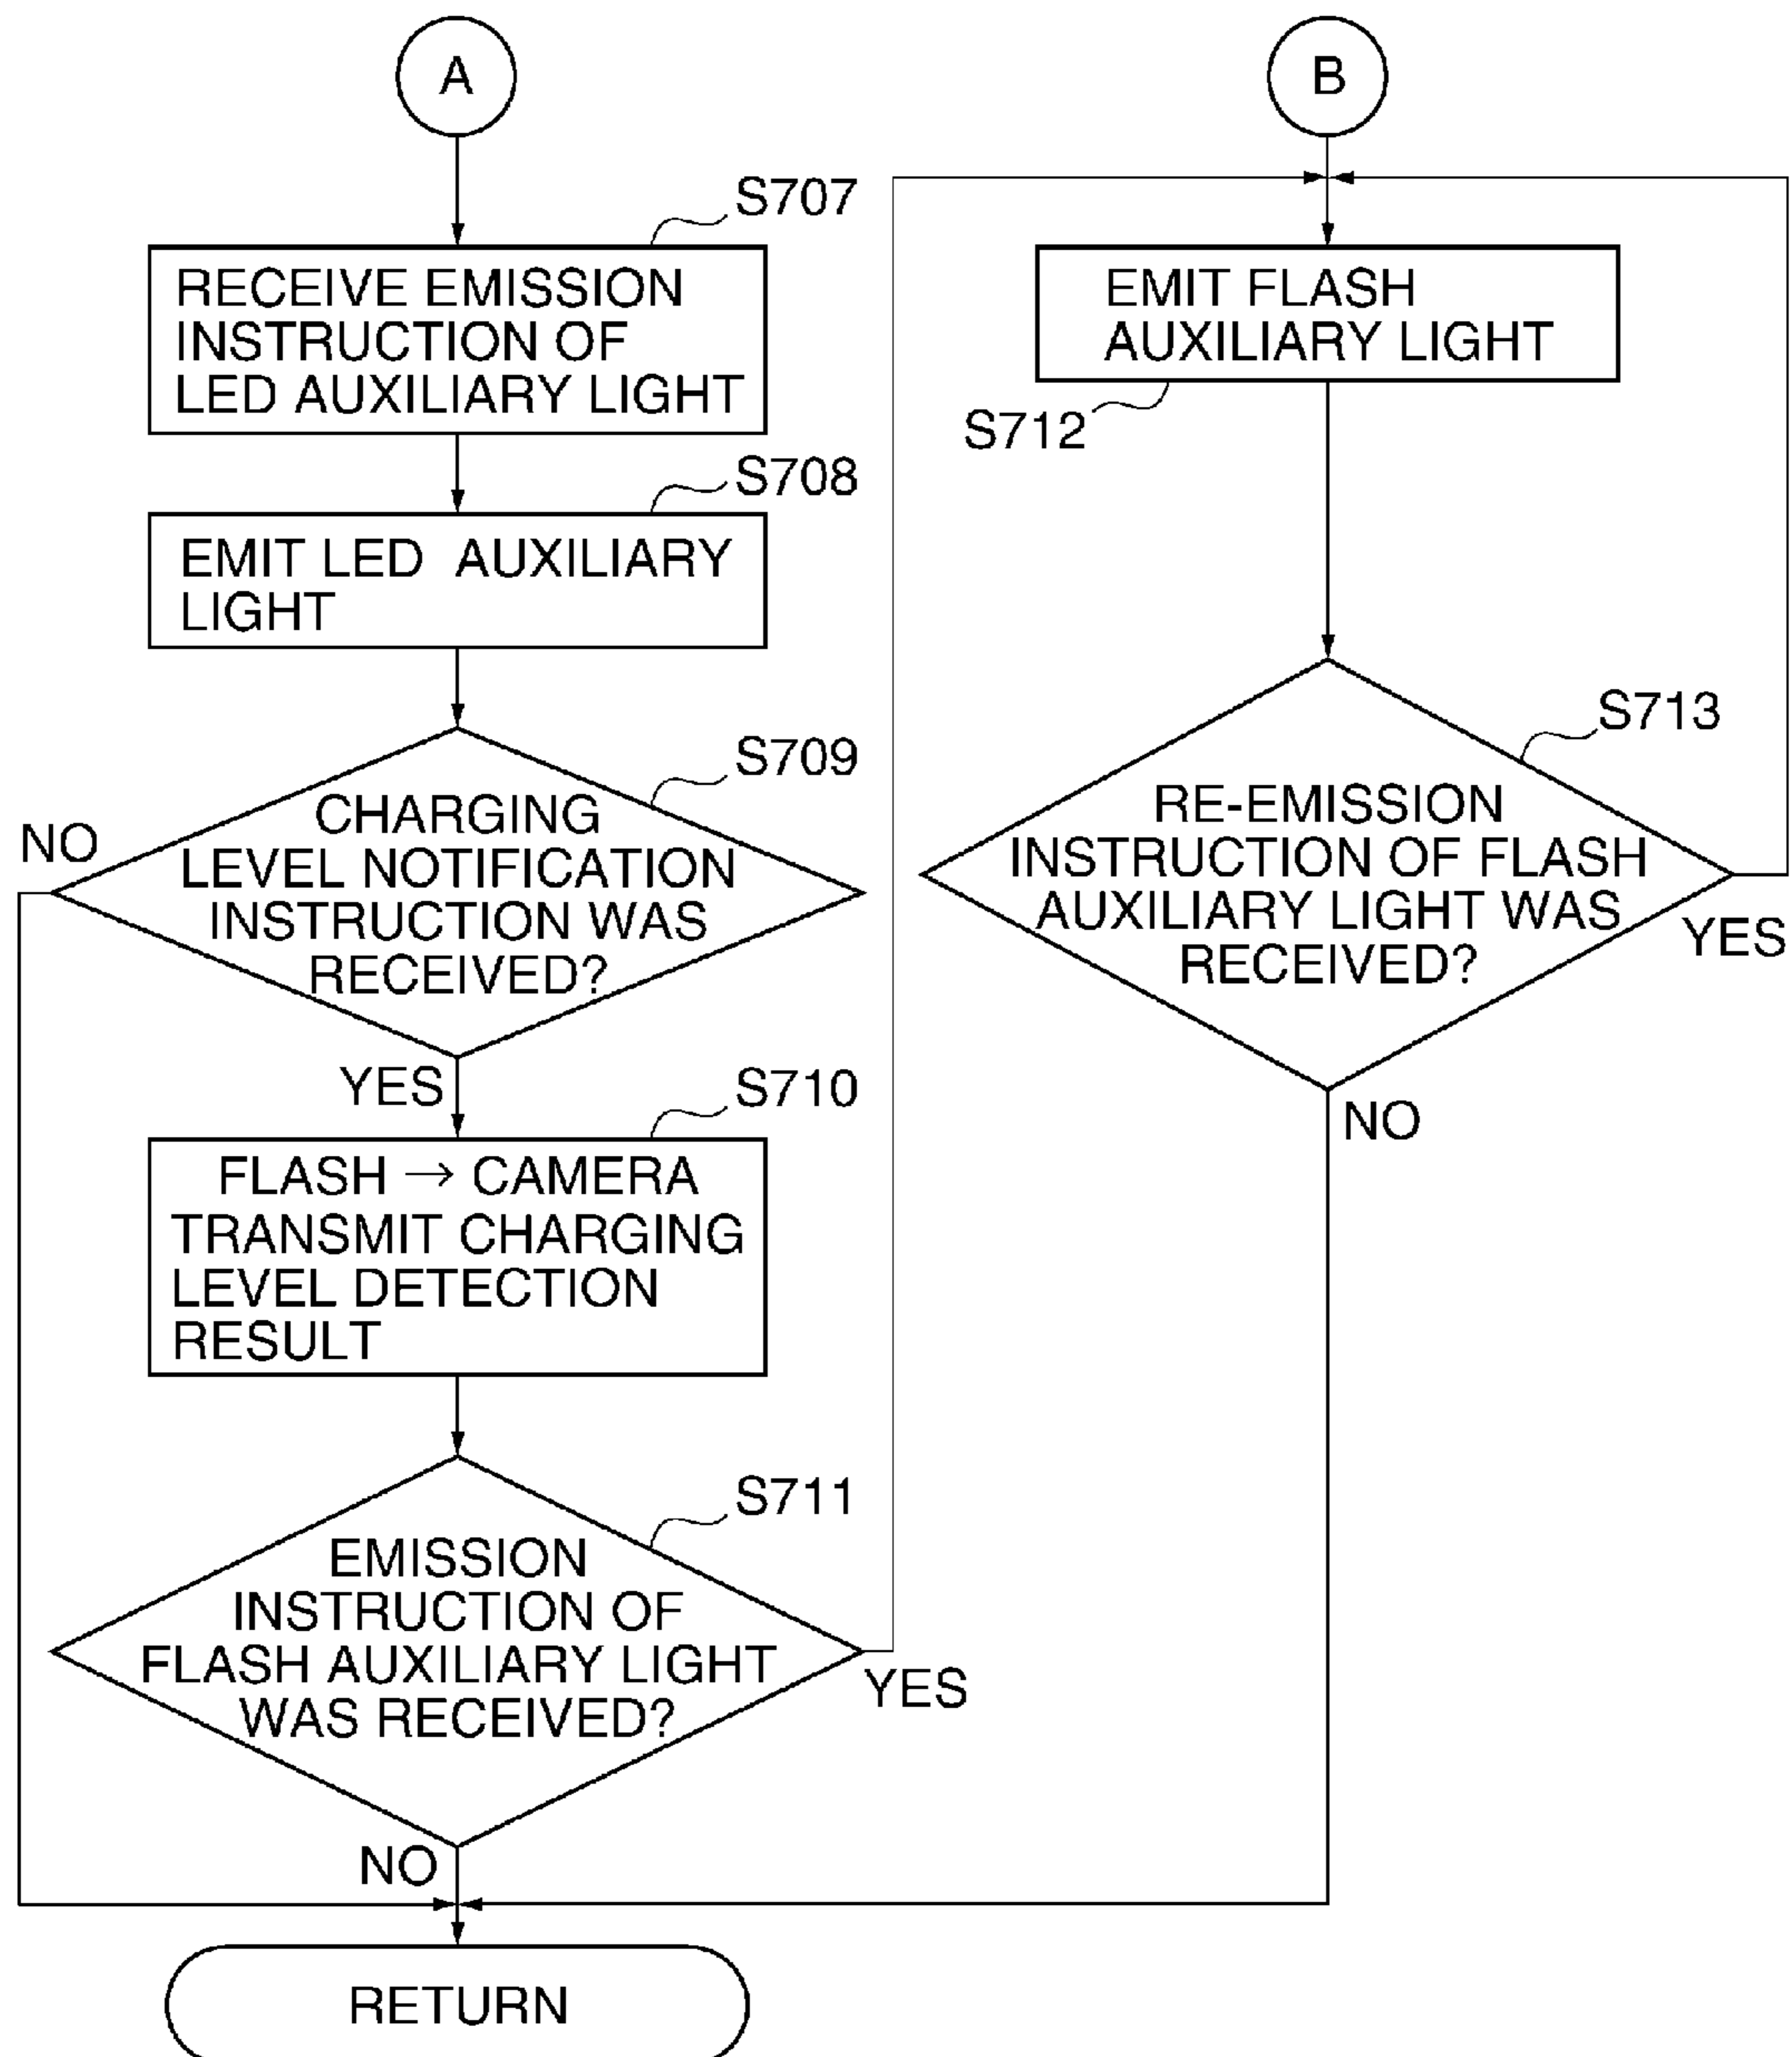 A
S707
RECEIVE EMISSION
INSTRUCTION OF
LED AUXILIARY LIGHT
S708
EMIT LED AUXILIARY
LIGHT
S709
CHARGING
LEVEL NOTIFICATION
INSTRUCTION WAS
RECEIVED?
NO
YES
S710
FLASH → CAMERA
TRANSMIT CHARGING
LEVEL DETECTION
RESULT
S711
EMISSION
INSTRUCTION OF
FLASH AUXILIARY LIGHT
WAS RECEIVED?
YES
NO
RETURN
B
EMIT FLASH
AUXILIARY LIGHT
S712
S713
RE-EMISSION
INSTRUCTION OF FLASH
AUXILIARY LIGHT WAS
RECEIVED?
YES
NO